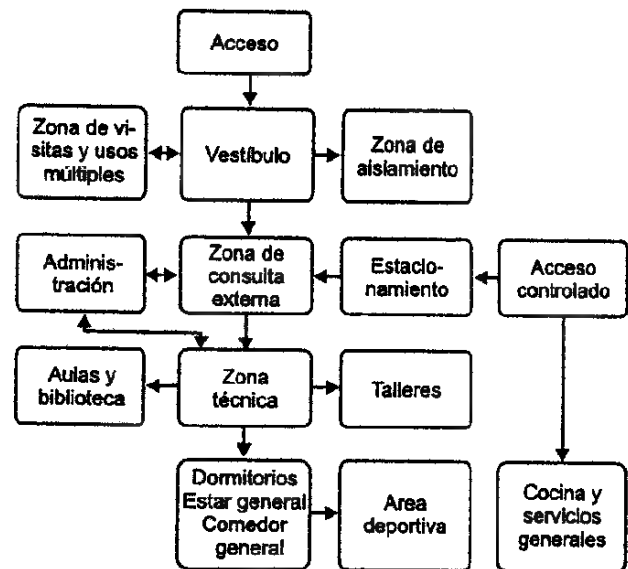 Acceso
Zona de vi-
sitas y usos
múltiples
Vestíbulo
Zona de
aislamiento
Adminis-
tración
Zona de
consulta
externa
Estacio-
namiento
Acceso
controlado
Aulas y
biblioteca
Zona
técnica
Talleres
Dormitorios
Estar general
Comedor
general
Area
deportiva
Cocina y
servicios
generales